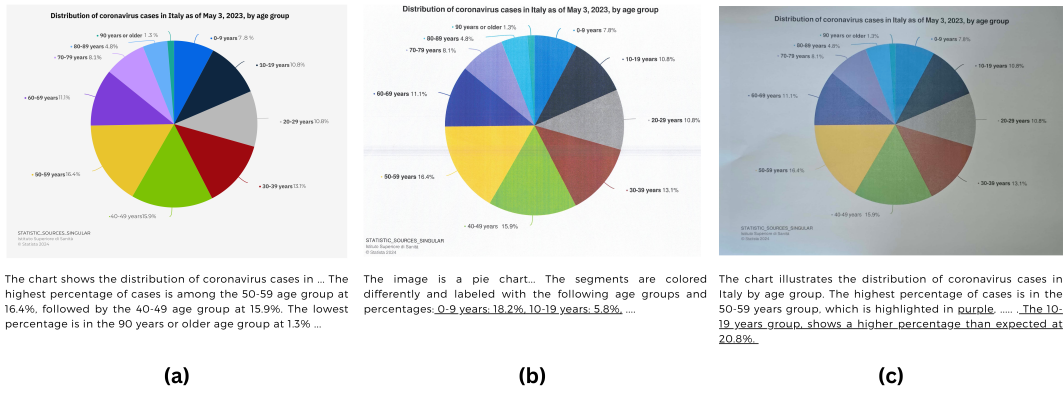 Distribution of coronavirus cases in Italy as of May 3, 2023, by age group
90 years or older 1.3 %
0-9 years 7.8 %
80-89 years 4.8%
70-79 years 8.1%
10-19 years 10.8%
60-69 years 11.1%
20-29 years 10.8%
50-59 years 16.4%
30-39 years 13.1%
40-49 years 15.9%
STATISTIC_SOURCES_SINGULAR
Istituto Superiore di Sanità
© Statista 2024
The chart shows the distribution of coronavirus cases in ... The
highest percentage of cases is among the 50-59 age group at
16.4%, followed by the 40-49 age group at 15.9%. The lowest
percentage is in the 90 years or older age group at 1.3% ...
(a)
Distribution of coronavirus cases in Italy as of May 3, 2023, by age group
90 years or older 1.3%
0-9 years 7.8%
80-89 years 4.8%
70-79 years 8.1%
10-19 years 10.8%
60-69 years 11.1%
20-29 years 10.8%
50-59 years 16.4%
30-39 years 13.1%
40-49 years 15.9%
STATISTIC_SOURCES_SINGULAR
Istituto Superiore di Sanità
© Statista 2024
The image is a pie chart... The segments are colored
differently and labeled with the following age groups and
percentages: 0-9 years: 18.2%, 10-19 years: 5.8%, ....
(b)
Distribution of coronavirus cases in Italy as of May 3, 2023, by age group
90 years or older 1.3%
0-9 years 7.8%
80-89 years 4.8%
70-79 years 8.1%
10-19 years 10.8%
60-69 years 11.1%
20-29 years 10.8%
50-59 years 16.4%
30-39 years 13.1%
40-49 years 15.9%
STATISTIC_SOURCES_SINGULAR
Istituto Superiore di Sanità
© Statista 2024
The chart illustrates the distribution of coronavirus cases in
Italy by age group. The highest percentage of cases is in the
50-59 years group, which is highlighted in purple, ..... , The 10-
19 years group, shows a higher percentage than expected at
20.8%.
(c)